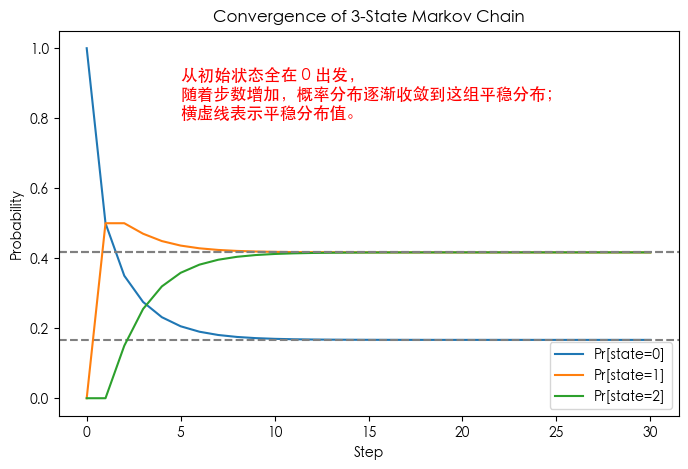 Convergence of 3-State Markov Chain
从初始状态全在 0 出发，
随着步数增加，概率分布逐渐收敛到这组平稳分布；
横虚线表示平稳分布值。
Probability
1.0
0.8
0.6
0.4
0.2
0.0
Pr[state=0]
Pr[state=1]
Pr[state=2]
0 5 10 15 20 25 30
Step